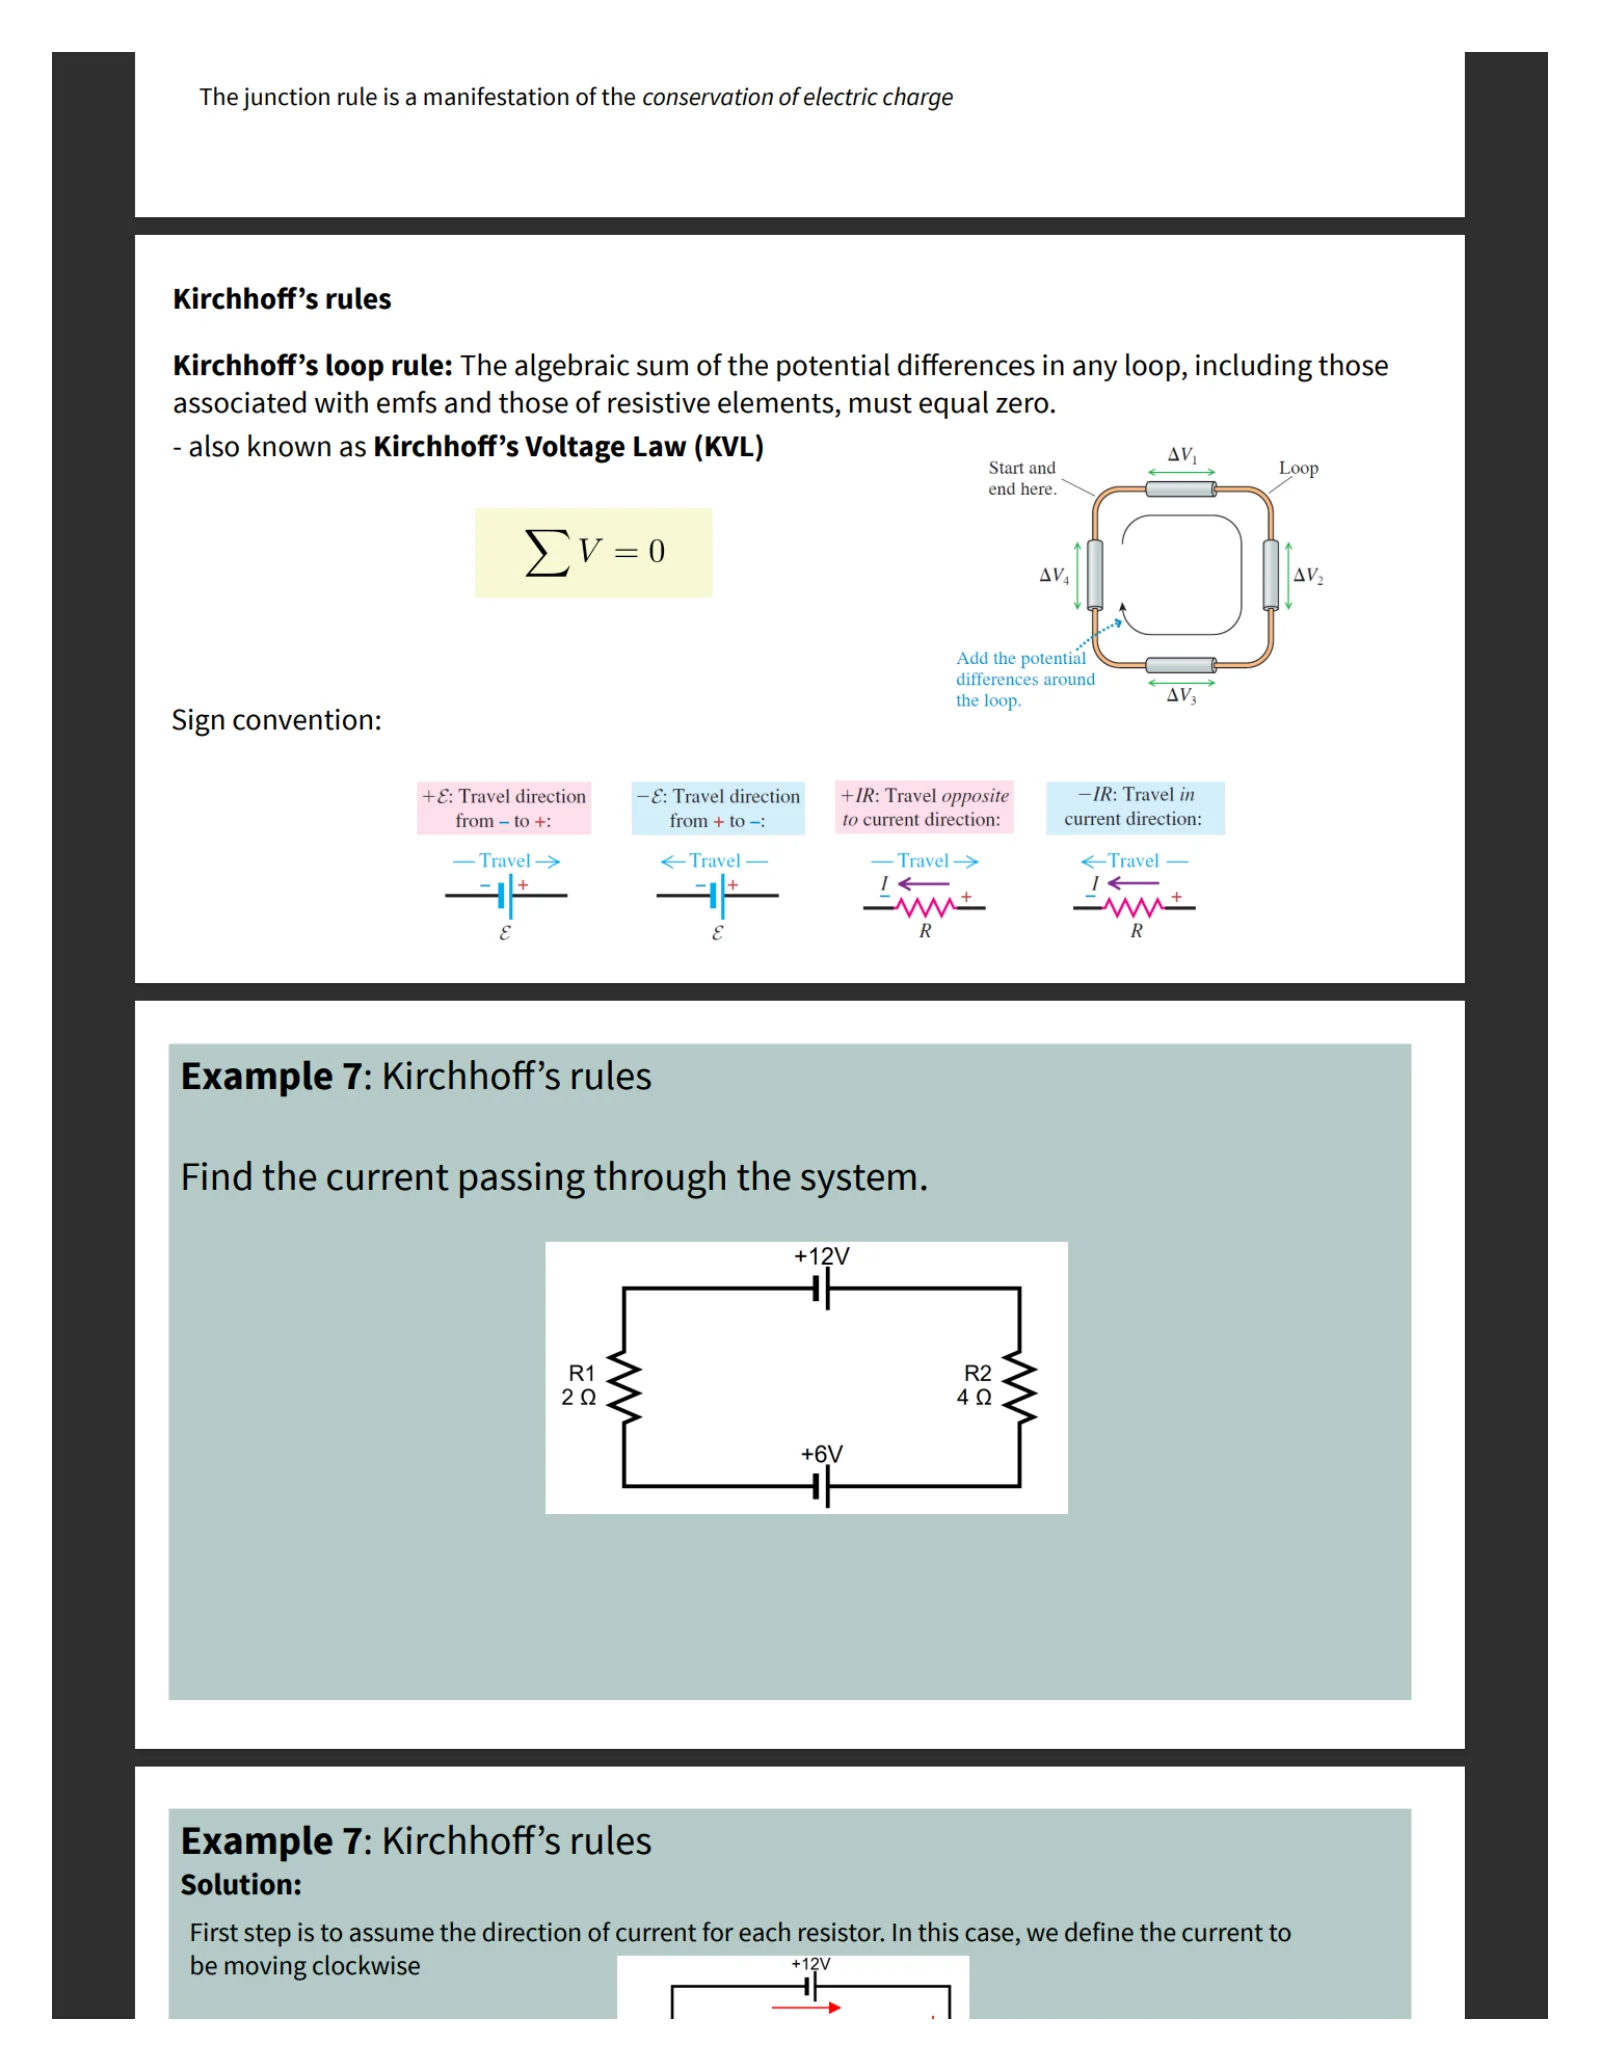 The junction rule is a manifestation of the conservation of electric charge
Kirchhoff’s rules
Kirchhoff’s loop rule: The algebraic sum of the potential differences in any loop, including those
associated with emfs and those of resistive elements, must equal zero.
- also known as Kirchhoff’s Voltage Law (KVL)
∑ V = 0
Start and
end here.
ΔV₁
Loop
ΔV₄
ΔV₂
Add the potential
differences around
the loop.
ΔV₃
Sign convention:
+ℰ: Travel direction
from – to +:
– Travel →
– +
ℰ
−ℰ: Travel direction
from + to –:
← Travel –
– +
ℰ
+IR: Travel opposite
to current direction:
– Travel →
I
– +
R
−IR: Travel in
current direction:
← Travel –
I
– +
R
Example 7: Kirchhoff’s rules
Find the current passing through the system.
+12V
R1
2 Ω
R2
4 Ω
+6V
Example 7: Kirchhoff’s rules
Solution:
First step is to assume the direction of current for each resistor. In this case, we define the current to
be moving clockwise
+12V